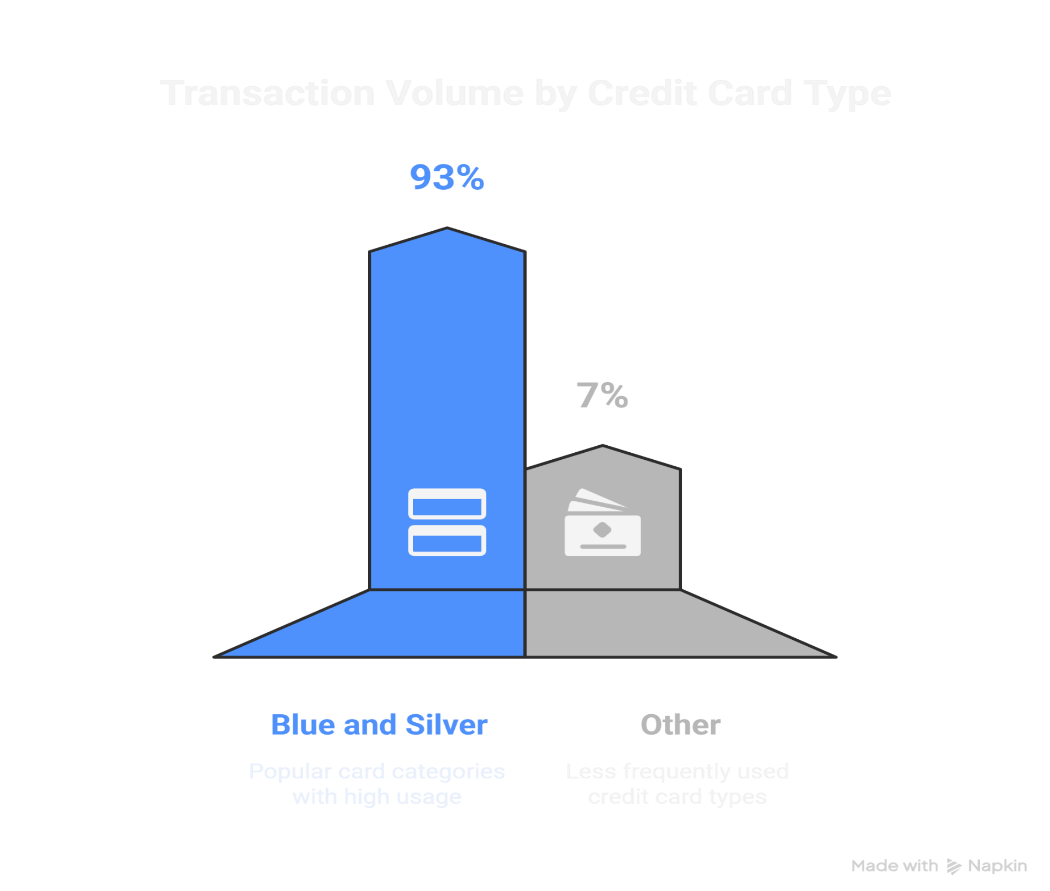 Transaction Volume by Credit Card Type
93%
7%
Blue and Silver
Other
Popular card categories
with high usage
Less frequently used
credit card types
Made with Napkin